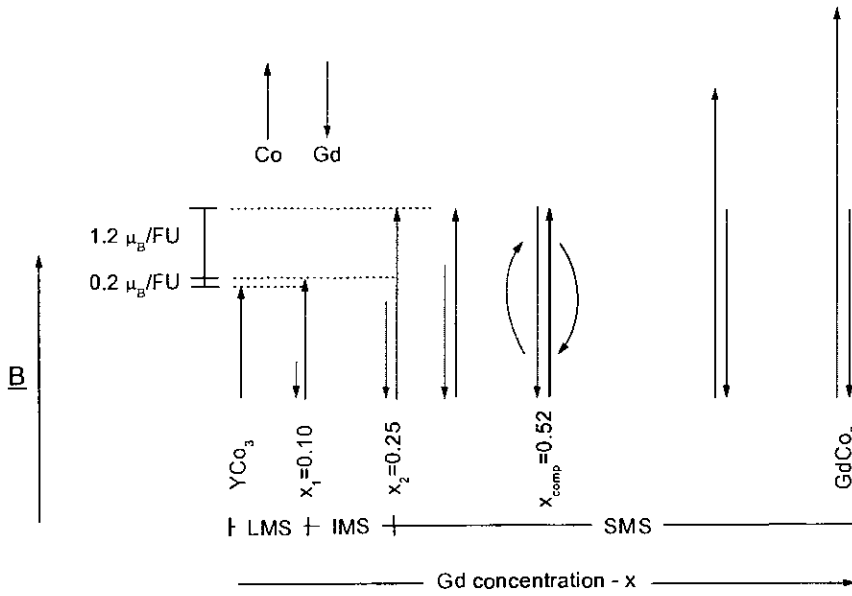 Co Gd
1.2 μB/FU
0.2 μB/FU
B
YCo3
x1=0.10
x2=0.25
xcomp=0.52
GdCo
LMS IMS SMS
Gd concentration - x